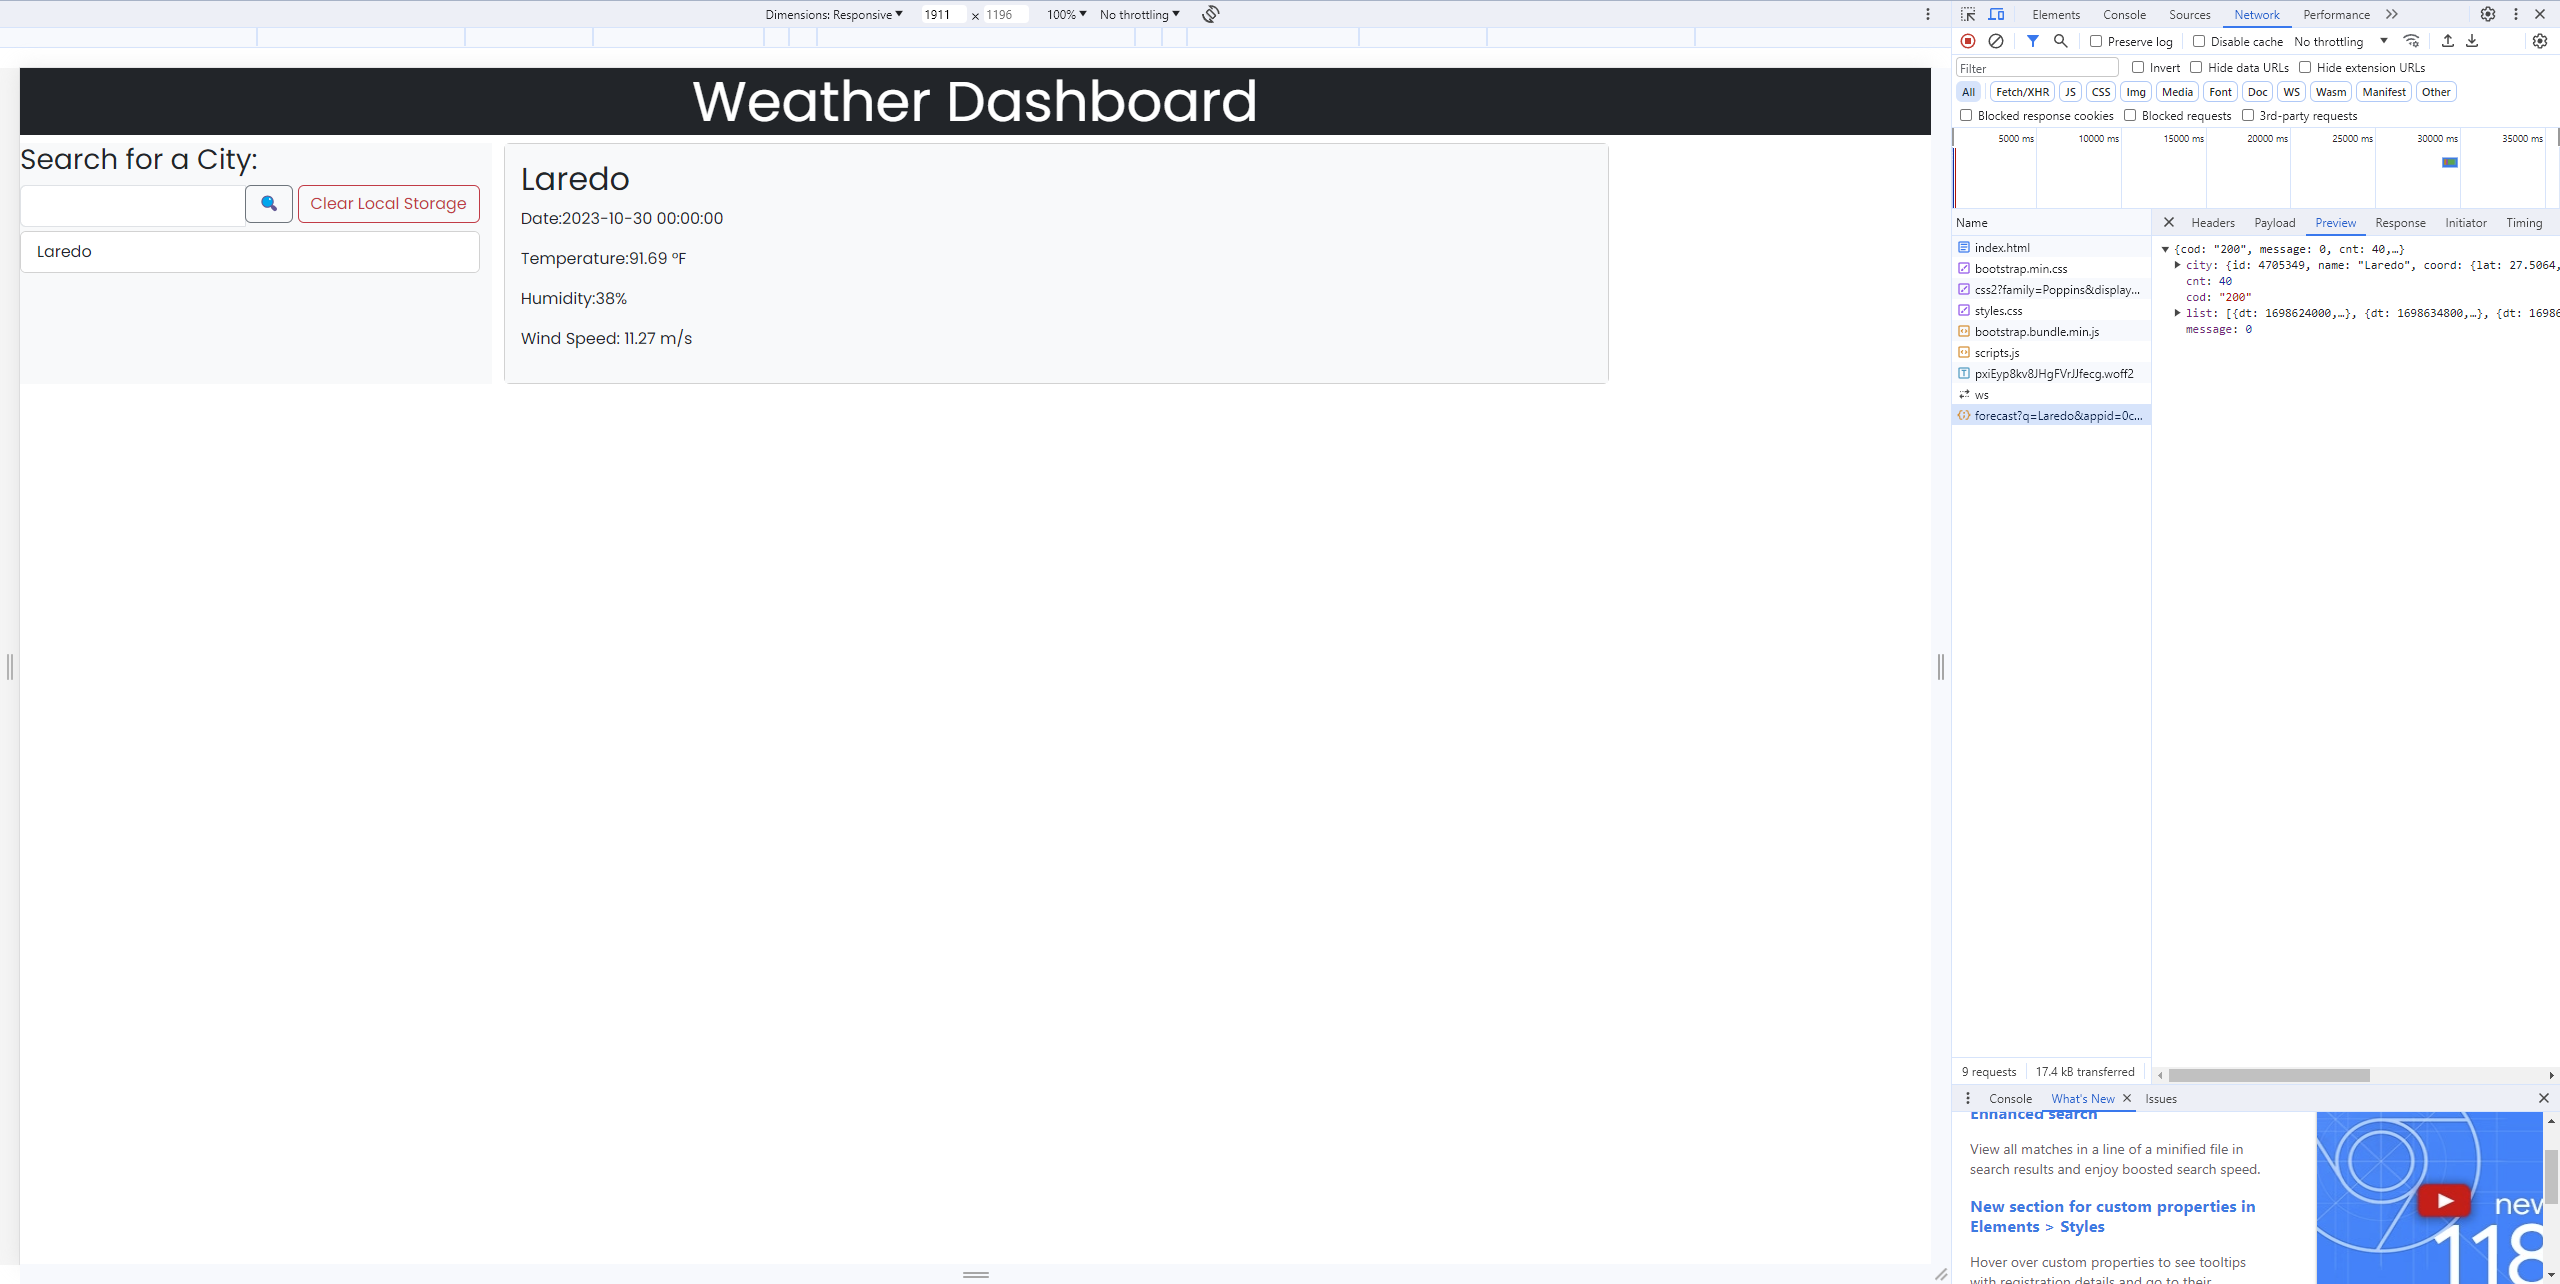 Dimensions: Responsive 1911 × 1196 100% No throttling
Weather Dashboard
Search for a City:
Clear Local Storage
Laredo
Laredo
Date:2023-10-30 00:00:00
Temperature:91.69 °F
Humidity:38%
Wind Speed: 11.27 m/s
Elements Console Sources Network Performance
Preserve log Disable cache No throttling
Filter Invert Hide data URLs Hide extension URLs
All Fetch/XHR JS CSS Img Media Font Doc WS Wasm Manifest Other
Blocked response cookies Blocked requests 3rd-party requests
5000 ms 10000 ms 15000 ms 20000 ms 25000 ms 30000 ms 35000 ms
Name
index.html
bootstrap.min.css
css2?family=Poppins&display...
styles.css
bootstrap.bundle.min.js
scripts.js
pxiEyp8kv8JHgFVrJJfecg.woff2
ws
forecast?q=Laredo&appid=0c...
Headers Payload Preview Response Initiator Timing
{cod: "200", message: 0, cnt: 40,…}
city: {id: 4705349, name: "Laredo", coord: {lat: 27.5064,
cnt: 40
cod: "200"
list: [{dt: 1698624000,…}, {dt: 1698634800,…}, {dt: 1698
message: 0
9 requests 17.4 kB transferred
Console What's New Issues
Enhanced search
View all matches in a line of a minified file in
search results and enjoy boosted search speed.
New section for custom properties in
Elements > Styles
Hover over custom properties to see tooltips
with registration details and go to their
new
118